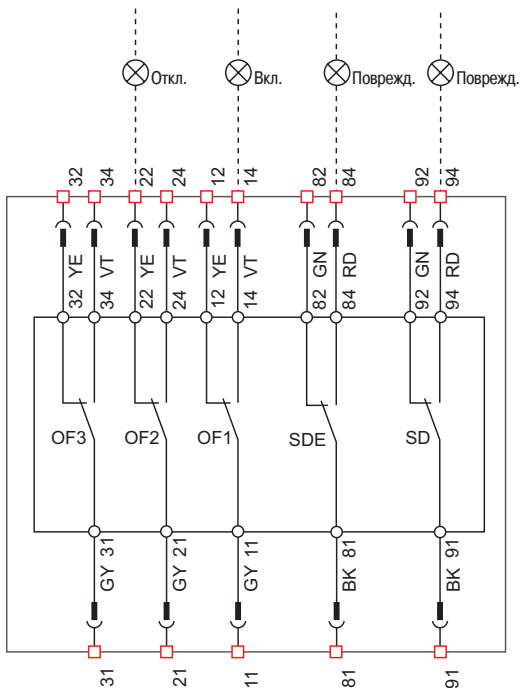 Откл.
Вкл.
Поврежд.
Поврежд.
32 34 22 24 12 14 82 84 92 94
YE VT YE VT YE VT GN RD GN RD
32 34 22 24 12 14 82 84 92 94
OF3 OF2 OF1 SDE SD
31 21 11 81 91
GY GY GY BK BK
31 21 11 81 91